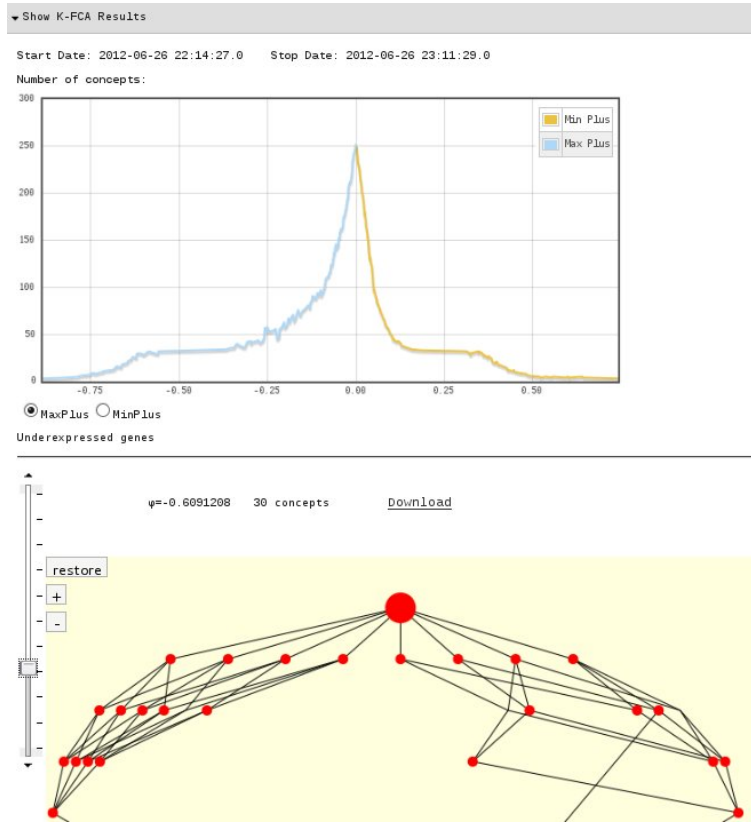 Show K-FCA Results
Start Date: 2012-06-26 22:14:27.0 Stop Date: 2012-06-26 23:11:29.0
Number of concepts:
300
Min Plus
250
Max Plus
200
150
100
50
0
-0.75 -0.50 -0.25 0.00 0.25 0.50
MaxPlus MinPlus
Underexpressed genes
φ=-0.6091208 30 concepts Download
restore
+
-